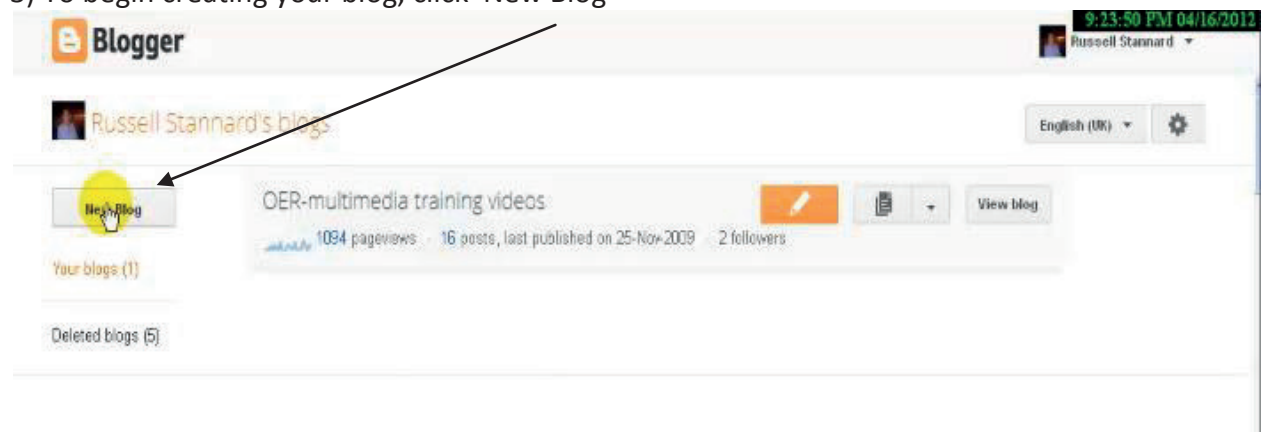 To begin creating your blog, click 'New Blog'
9:23:50 PM 04/16/2012
Blogger
Russell Stannard
Russell Stannard's blogs
English (UK)
New Blog
OER-multimedia training videos
View blog
1094 pageviews - 16 posts, last published on 25-Nov-2009 - 2 followers
Your blogs (1)
Deleted blogs (5)